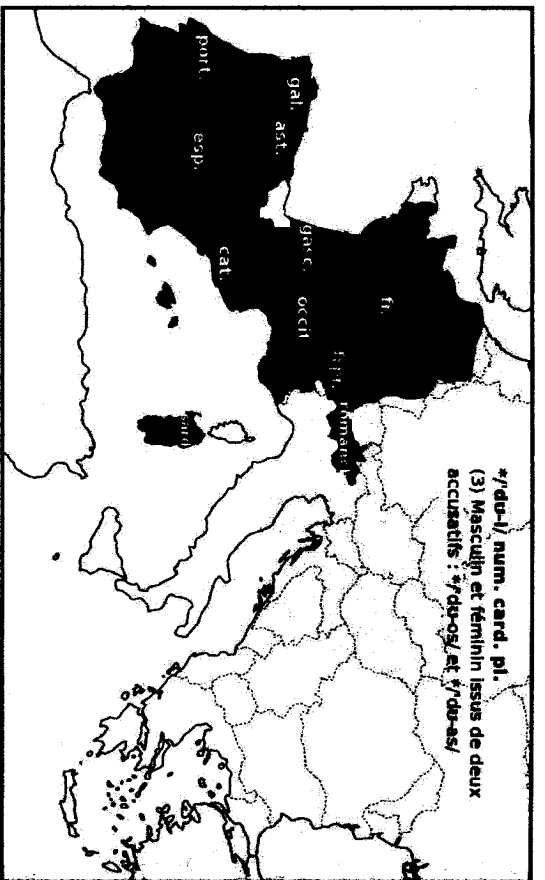 */'du-i/ num. card. pl.
(3) Masculin et féminin issus de deux
accusatifs : */'du-os/ et */'du-as/
fr.
romanch
gal.
ast.
gasc.
occit
port.
esp.
cat.
sard